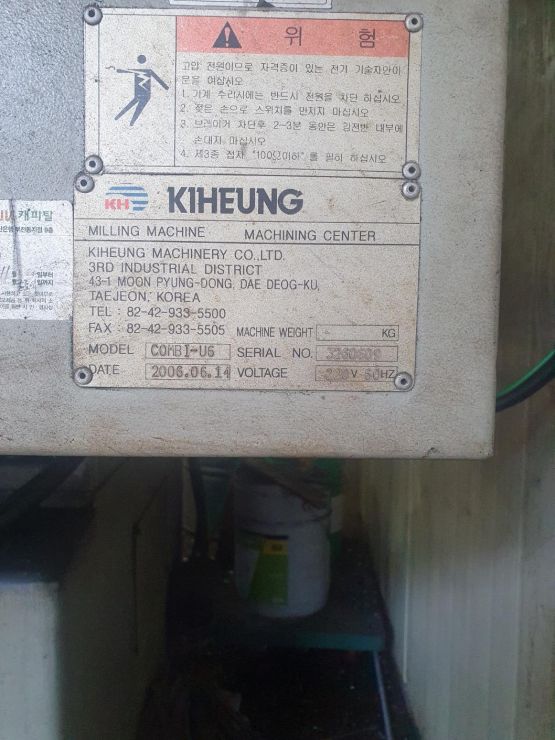 위 험
고압 전원이므로 자격증이 있는 전기 기술자만이
문을 여십시오
1. 기계 수리시에는 반드시 전원을 차단 하십시오
2. 젖은 손으로 스위치를 만지지 마십시오
3. 브레이커 차단후 2-3분 동안은 강전반 내부에
손대지 마십시오
4. 제3종 접지 "100Ω이하"를 필히 하십시오
KH KIHEUNG
MILLING MACHINE MACHINING CENTER
KIHEUNG MACHINERY CO.,LTD.
3RD INDUSTRIAL DISTRICT
43-1 MOON PYUNG-DONG, DAE DEOG-KU,
TAEJEON, KOREA
TEL : 82-42-933-5500
FAX : 82-42-933-5505 MACHINE WEIGHT - KG
MODEL COMBI-U6 SERIAL NO.
DATE 2006.06.14 VOLTAGE 220V 60HZ
캐피탈